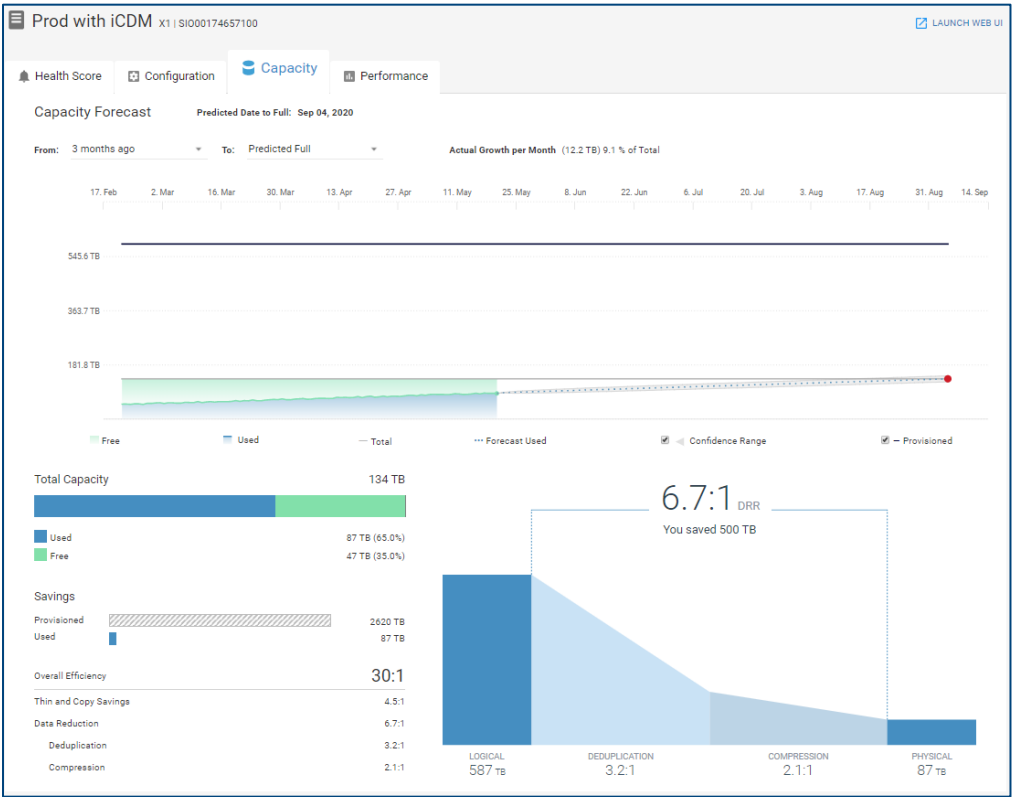 Prod with iCDM X1 | SIO00174657100
LAUNCH WEB UI
Health Score
Configuration
Capacity
Performance
Capacity Forecast
Predicted Date to Full: Sep 04, 2020
From: 3 months ago
To: Predicted Full
Actual Growth per Month (12.2 TB) 9.1 % of Total
17. Feb 2. Mar 16. Mar 30. Mar 13. Apr 27. Apr 11. May 25. May 8. Jun 22. Jun 6. Jul 20. Jul 3. Aug 17. Aug 31. Aug 14. Sep
545.6 TB
363.7 TB
181.8 TB
Free
Used
Total
Forecast Used
Confidence Range
Provisioned
Total Capacity 134 TB
Used 87 TB (65.0%)
Free 47 TB (35.0%)
Savings
Provisioned 2620 TB
Used 87 TB
Overall Efficiency 30:1
Thin and Copy Savings 4.5:1
Data Reduction 6.7:1
Deduplication 3.2:1
Compression 2.1:1
6.7:1 DRR
You saved 500 TB
LOGICAL
587 TB
DEDUPLICATION
3.2:1
COMPRESSION
2.1:1
PHYSICAL
87 TB